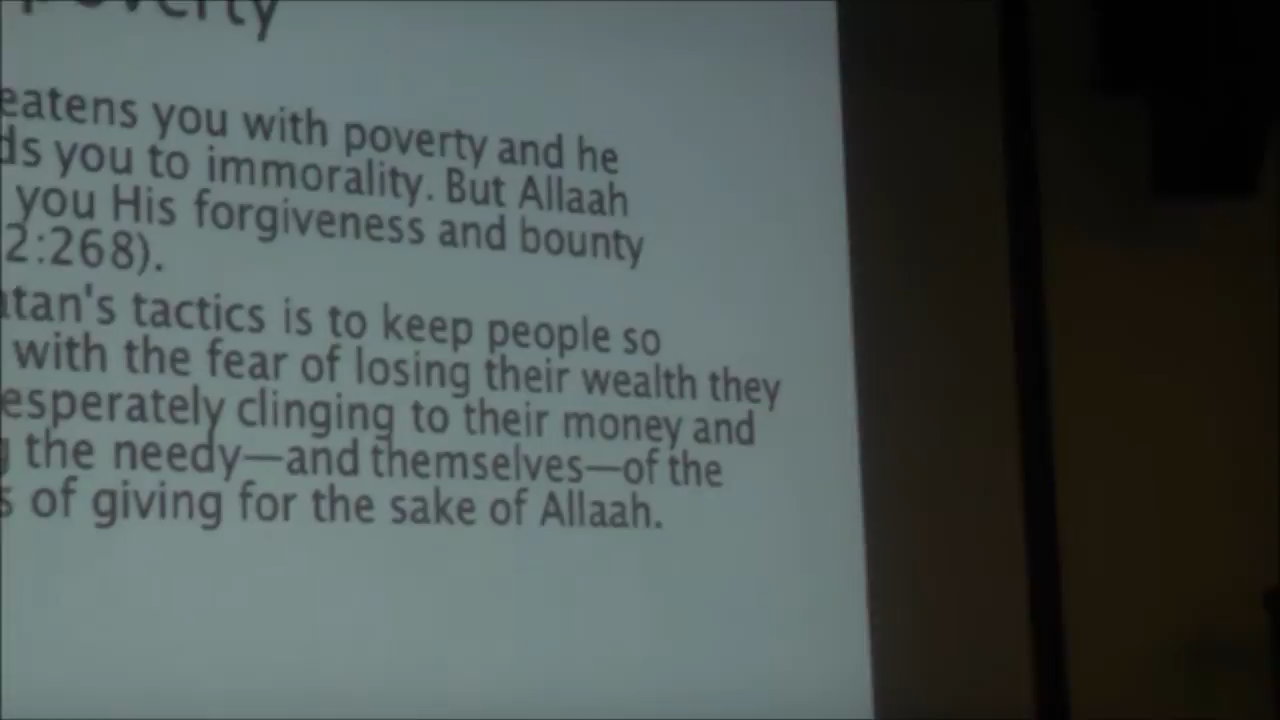 poverty
eatens you with poverty and he
ds you to immorality. But Allaah
you His forgiveness and bounty
2:268).
tan's tactics is to keep people so
with the fear of losing their wealth they
esperately clinging to their money and
the needy—and themselves—of the
s of giving for the sake of Allaah.